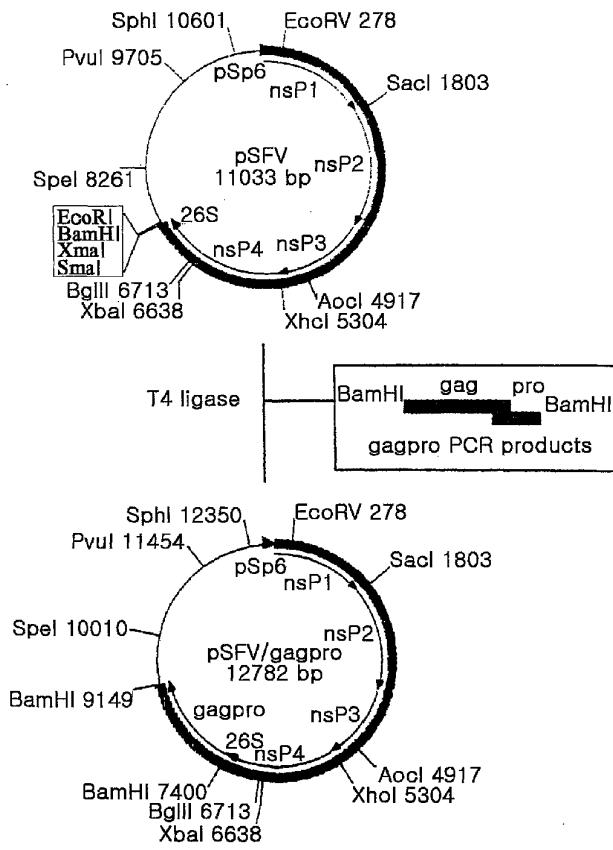 SphI 10601
EcoRV 278
PvuI 9705
pSp6
nsP1
SacI 1803
pSFV
11033 bp
nsP2
SpeI 8261
26S
EcoRI
BamHI
XmaI
SmaI
nsP4
nsP3
BglII 6713
XbaI 6638
AocI 4917
XhcI 5304
T4 ligase
BamHI
gag
pro
BamHI
gagpro PCR products
SphI 12350
EcoRV 278
PvuI 11454
pSp6
nsP1
SacI 1803
SpeI 10010
nsP2
pSFV/gagpro
12782 bp
BamHI 9149
gagpro
nsP3
26S
nsP4
AocI 4917
BamHI 7400
XhoI 5304
BglII 6713
XbaI 6638